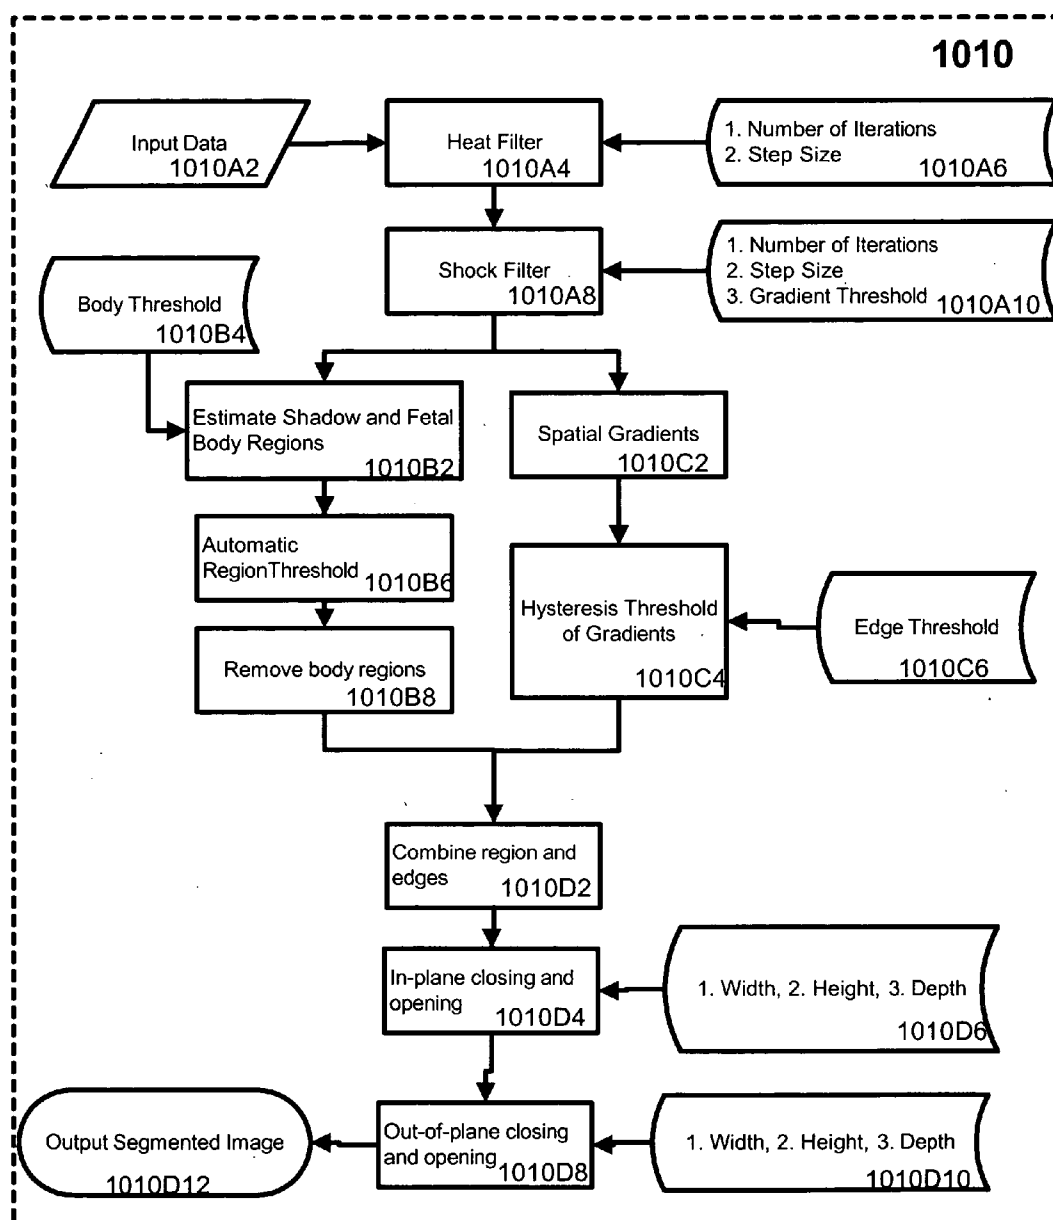 1010
Input Data
1010A2
Heat Filter
1010A4
1. Number of Iterations
2. Step Size
1010A6
Shock Filter
1010A8
1. Number of Iterations
2. Step Size
3. Gradient Threshold
1010A10
Body Threshold
1010B4
Estimate Shadow and Fetal
Body Regions
1010B2
Spatial Gradients
1010C2
Automatic
RegionThreshold
1010B6
Hysteresis Threshold
of Gradients
1010C4
Edge Threshold
1010C6
Remove body regions
1010B8
Combine region and
edges
1010D2
In-plane closing and
opening
1010D4
1. Width, 2. Height, 3. Depth
1010D6
Output Segmented Image
1010D12
Out-of-plane closing
and opening
1010D8
1. Width, 2. Height, 3. Depth
1010D10